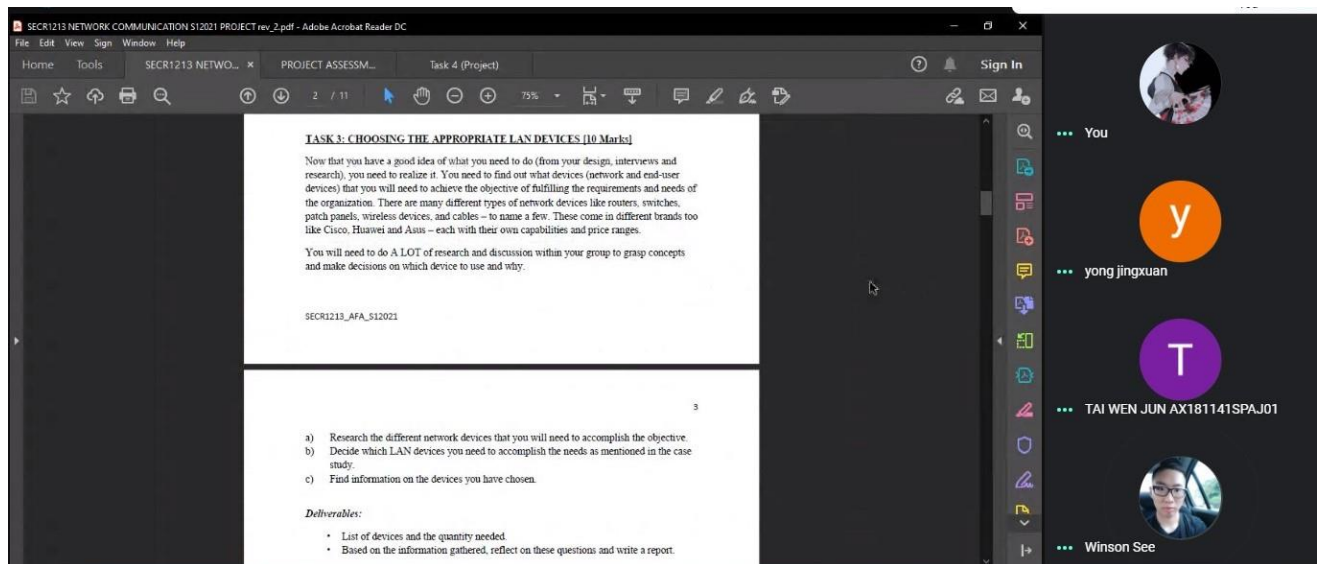 SECR1213 NETWORK COMMUNICATION S12021 PROJECT rev_2.pdf - Adobe Acrobat Reader DC
File Edit View Sign Window Help
Home Tools SECR1213 NETWO... × PROJECT ASSESSM... Task 4 (Project) Sign In
2 / 11 75%
TASK 3: CHOOSING THE APPROPRIATE LAN DEVICES [10 Marks]
Now that you have a good idea of what you need to do (from your design, interviews and
research), you need to realize it. You need to find out what devices (network and end-user
devices) that you will need to achieve the objective of fulfilling the requirements and needs of
the organization. There are many different types of network devices like routers, switches,
patch panels, wireless devices, and cables – to name a few. These come in different brands too
like Cisco, Huawei and Asus – each with their own capabilities and price ranges.
You will need to do A LOT of research and discussion within your group to grasp concepts
and make decisions on which device to use and why.
SECR1213_AFA_S12021
3
a) Research the different network devices that you will need to accomplish the objective.
b) Decide which LAN devices you need to accomplish the needs as mentioned in the case
study.
c) Find information on the devices you have chosen.
Deliverables:
• List of devices and the quantity needed.
• Based on the information gathered, reflect on these questions and write a report.
You
y
yong jingxuan
T
TAI WEN JUN AX181141SPAJ01
Winson See